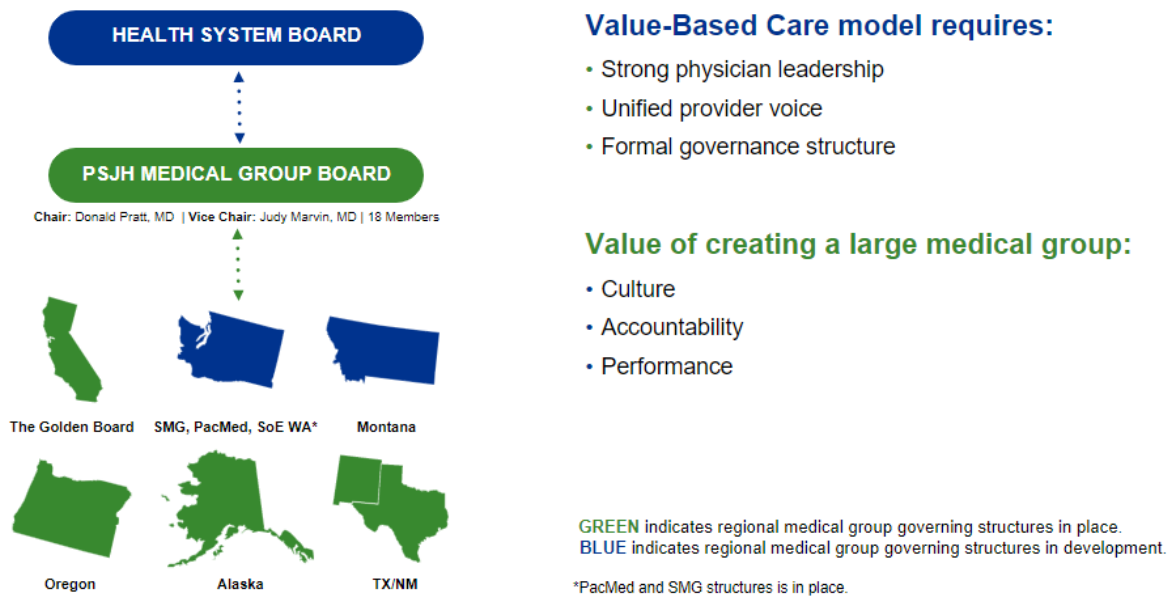 HEALTH SYSTEM BOARD
PSJH MEDICAL GROUP BOARD
Chair: Donald Pratt, MD | Vice Chair: Judy Marvin, MD | 18 Members
The Golden Board
SMG, PacMed, SoE WA*
Montana
Oregon
Alaska
TX/NM
Value-Based Care model requires:
• Strong physician leadership
• Unified provider voice
• Formal governance structure
Value of creating a large medical group:
• Culture
• Accountability
• Performance
GREEN indicates regional medical group governing structures in place.
BLUE indicates regional medical group governing structures in development.
*PacMed and SMG structures is in place.